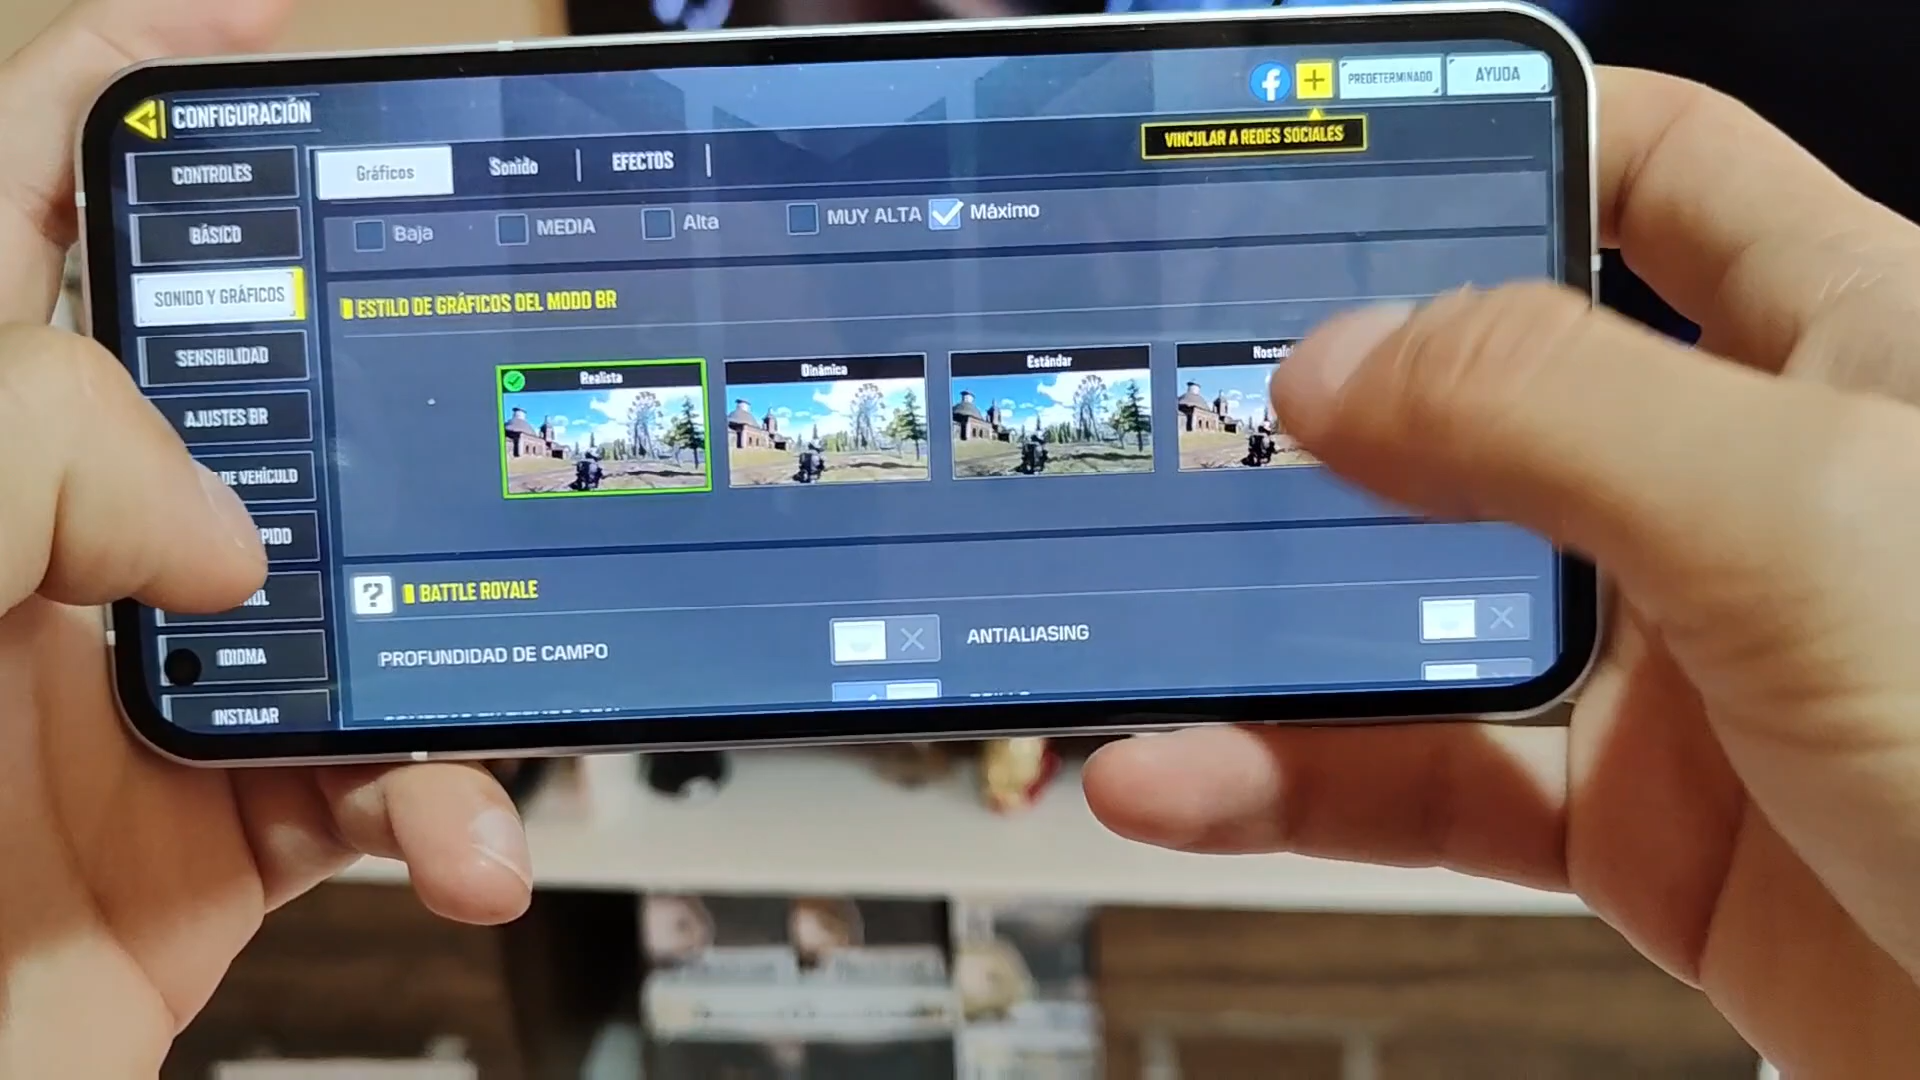 CONFIGURACIÓN
f
+
PREDETERMINADO
AYUDA
VINCULAR A REDES SOCIALES
CONTROLES
BÁSICO
SONIDO Y GRÁFICOS
SENSIBILIDAD
AJUSTES BR
DE VEHÍCULO
IDIOMA
INSTALAR
Gráficos
Sonido
EFECTOS
Baja
MEDIA
Alta
MUY ALTA
Máximo
ESTILO DE GRÁFICOS DEL MODO BR
Realista
Dinámica
Estándar
?
BATTLE ROYALE
PROFUNDIDAD DE CAMPO
ANTIALIASING